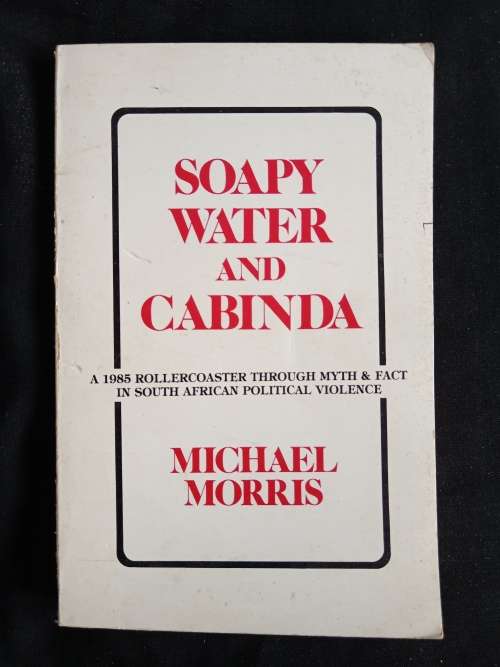 SOAPY
WATER
AND
CABINDA
A 1985 ROLLERCOASTER THROUGH MYTH & FACT
IN SOUTH AFRICAN POLITICAL VIOLENCE
MICHAEL
MORRIS